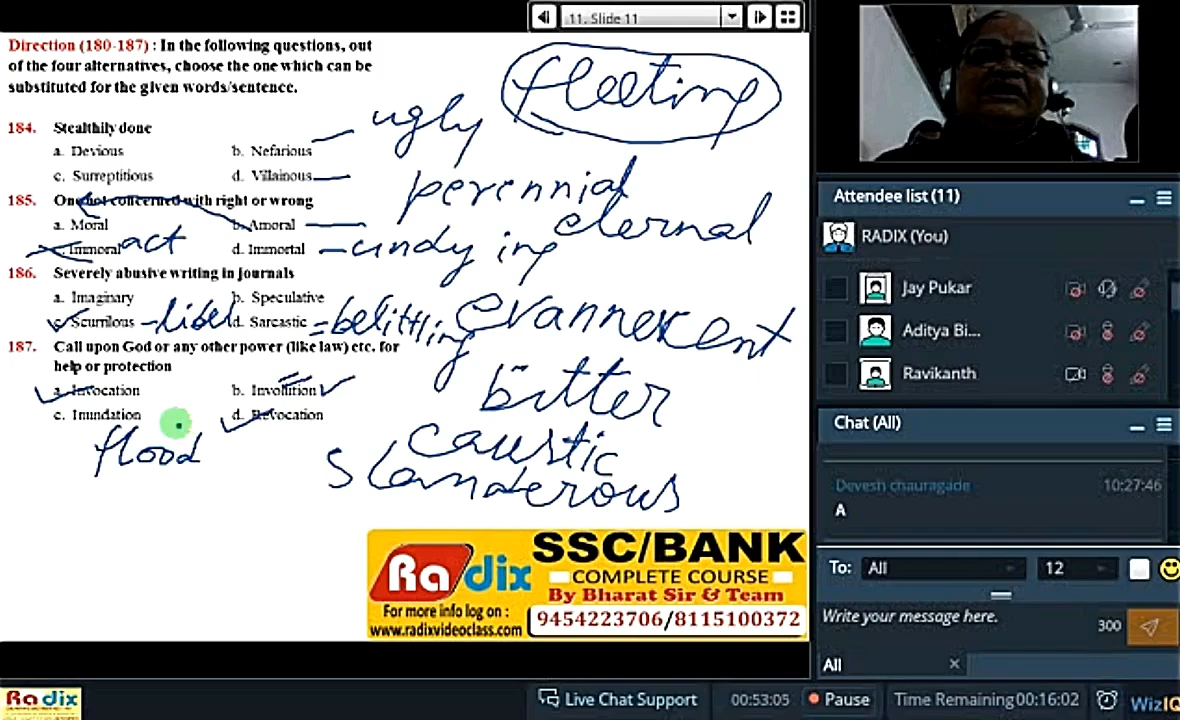 11. Slide 11
Direction (180-187) : In the following questions, out
of the four alternatives, choose the one which can be
substituted for the given words/sentence.
fleeting
ugly
184. Stealthily done
a. Devious b. Nefarious
c. Surreptitious d. Villainous
perennial
185. One not concerned with right or wrong
a. Moral b. Amoral
eternal
c. Immoral act d. Immortal undying
186. Severely abusive writing in journals
a. Imaginary b. Speculative
c. Scurrilous libel d. Sarcastic = belittling
evannexcent
187. Call upon God or any other power (like law) etc. for
help or protection
a. Invocation b. Involution
c. Inundation d. Revocation
bitter
caustic
flood
Slanderous
Radix
SSC/BANK
COMPLETE COURSE
By Bharat Sir & Team
For more info log on :
www.radixvideoclass.com
9454223706/8115100372
Attendee list (11)
RADIX (You)
Jay Pukar
Aditya Bi...
Ravikanth
Chat (All)
Devesh chauragade 10:27:46
A
To: All 12
Write your message here. 300
All
Radix
Live Chat Support 00:53:05 Pause Time Remaining 00:16:02 WizIQ